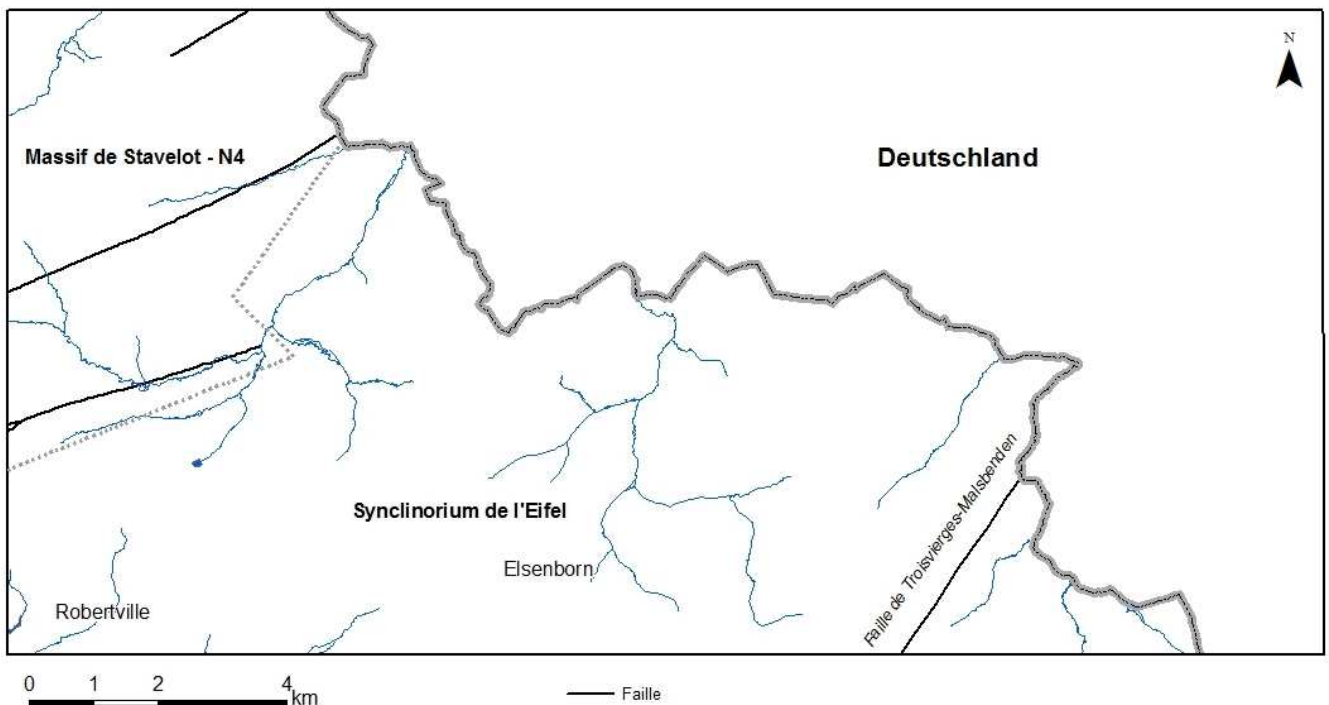 N
Massif de Stavelot - N4
Deutschland
Faille de Troisvierges-Malsbenden
Synclinorium de l'Eifel
Elsenborn
Robertville
0 1 2 4
km
Faille